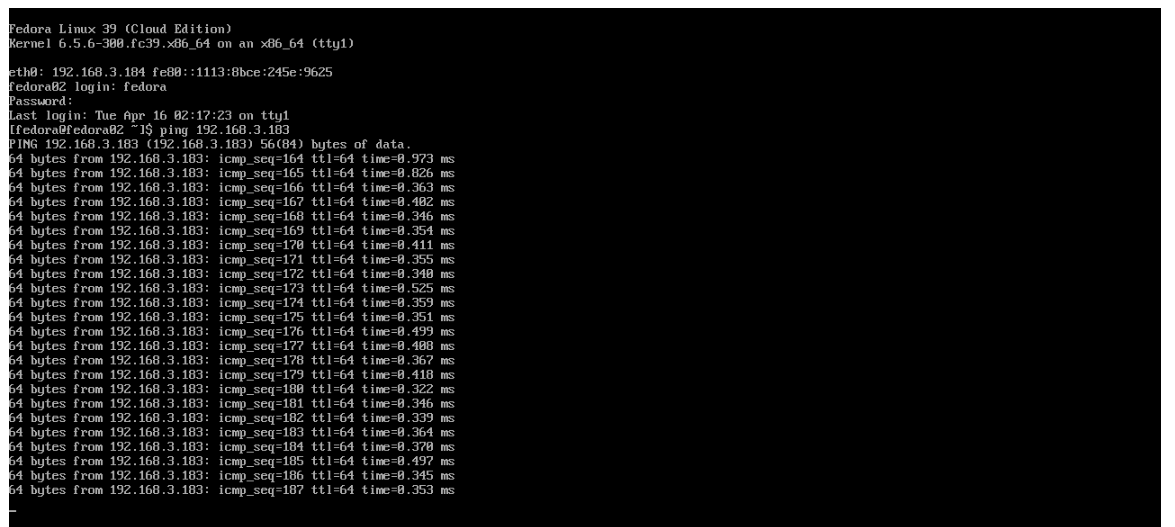 Fedora Linux 39 (Cloud Edition)
Kernel 6.5.6-300.fc39.x86_64 on an x86_64 (tty1)
eth0: 192.168.3.184 fe80::1113:8bce:245e:9625
fedora02 login: fedora
Password:
Last login: Tue Apr 16 02:17:23 on tty1
[fedora@fedora02 ~]$ ping 192.168.3.183
PING 192.168.3.183 (192.168.3.183) 56(84) bytes of data.
64 bytes from 192.168.3.183: icmp_seq=164 ttl=64 time=0.973 ms
64 bytes from 192.168.3.183: icmp_seq=165 ttl=64 time=0.826 ms
64 bytes from 192.168.3.183: icmp_seq=166 ttl=64 time=0.363 ms
64 bytes from 192.168.3.183: icmp_seq=167 ttl=64 time=0.402 ms
64 bytes from 192.168.3.183: icmp_seq=168 ttl=64 time=0.346 ms
64 bytes from 192.168.3.183: icmp_seq=169 ttl=64 time=0.354 ms
64 bytes from 192.168.3.183: icmp_seq=170 ttl=64 time=0.411 ms
64 bytes from 192.168.3.183: icmp_seq=171 ttl=64 time=0.355 ms
64 bytes from 192.168.3.183: icmp_seq=172 ttl=64 time=0.340 ms
64 bytes from 192.168.3.183: icmp_seq=173 ttl=64 time=0.525 ms
64 bytes from 192.168.3.183: icmp_seq=174 ttl=64 time=0.359 ms
64 bytes from 192.168.3.183: icmp_seq=175 ttl=64 time=0.351 ms
64 bytes from 192.168.3.183: icmp_seq=176 ttl=64 time=0.499 ms
64 bytes from 192.168.3.183: icmp_seq=177 ttl=64 time=0.408 ms
64 bytes from 192.168.3.183: icmp_seq=178 ttl=64 time=0.367 ms
64 bytes from 192.168.3.183: icmp_seq=179 ttl=64 time=0.418 ms
64 bytes from 192.168.3.183: icmp_seq=180 ttl=64 time=0.322 ms
64 bytes from 192.168.3.183: icmp_seq=181 ttl=64 time=0.346 ms
64 bytes from 192.168.3.183: icmp_seq=182 ttl=64 time=0.339 ms
64 bytes from 192.168.3.183: icmp_seq=183 ttl=64 time=0.364 ms
64 bytes from 192.168.3.183: icmp_seq=184 ttl=64 time=0.370 ms
64 bytes from 192.168.3.183: icmp_seq=185 ttl=64 time=0.497 ms
64 bytes from 192.168.3.183: icmp_seq=186 ttl=64 time=0.345 ms
64 bytes from 192.168.3.183: icmp_seq=187 ttl=64 time=0.353 ms